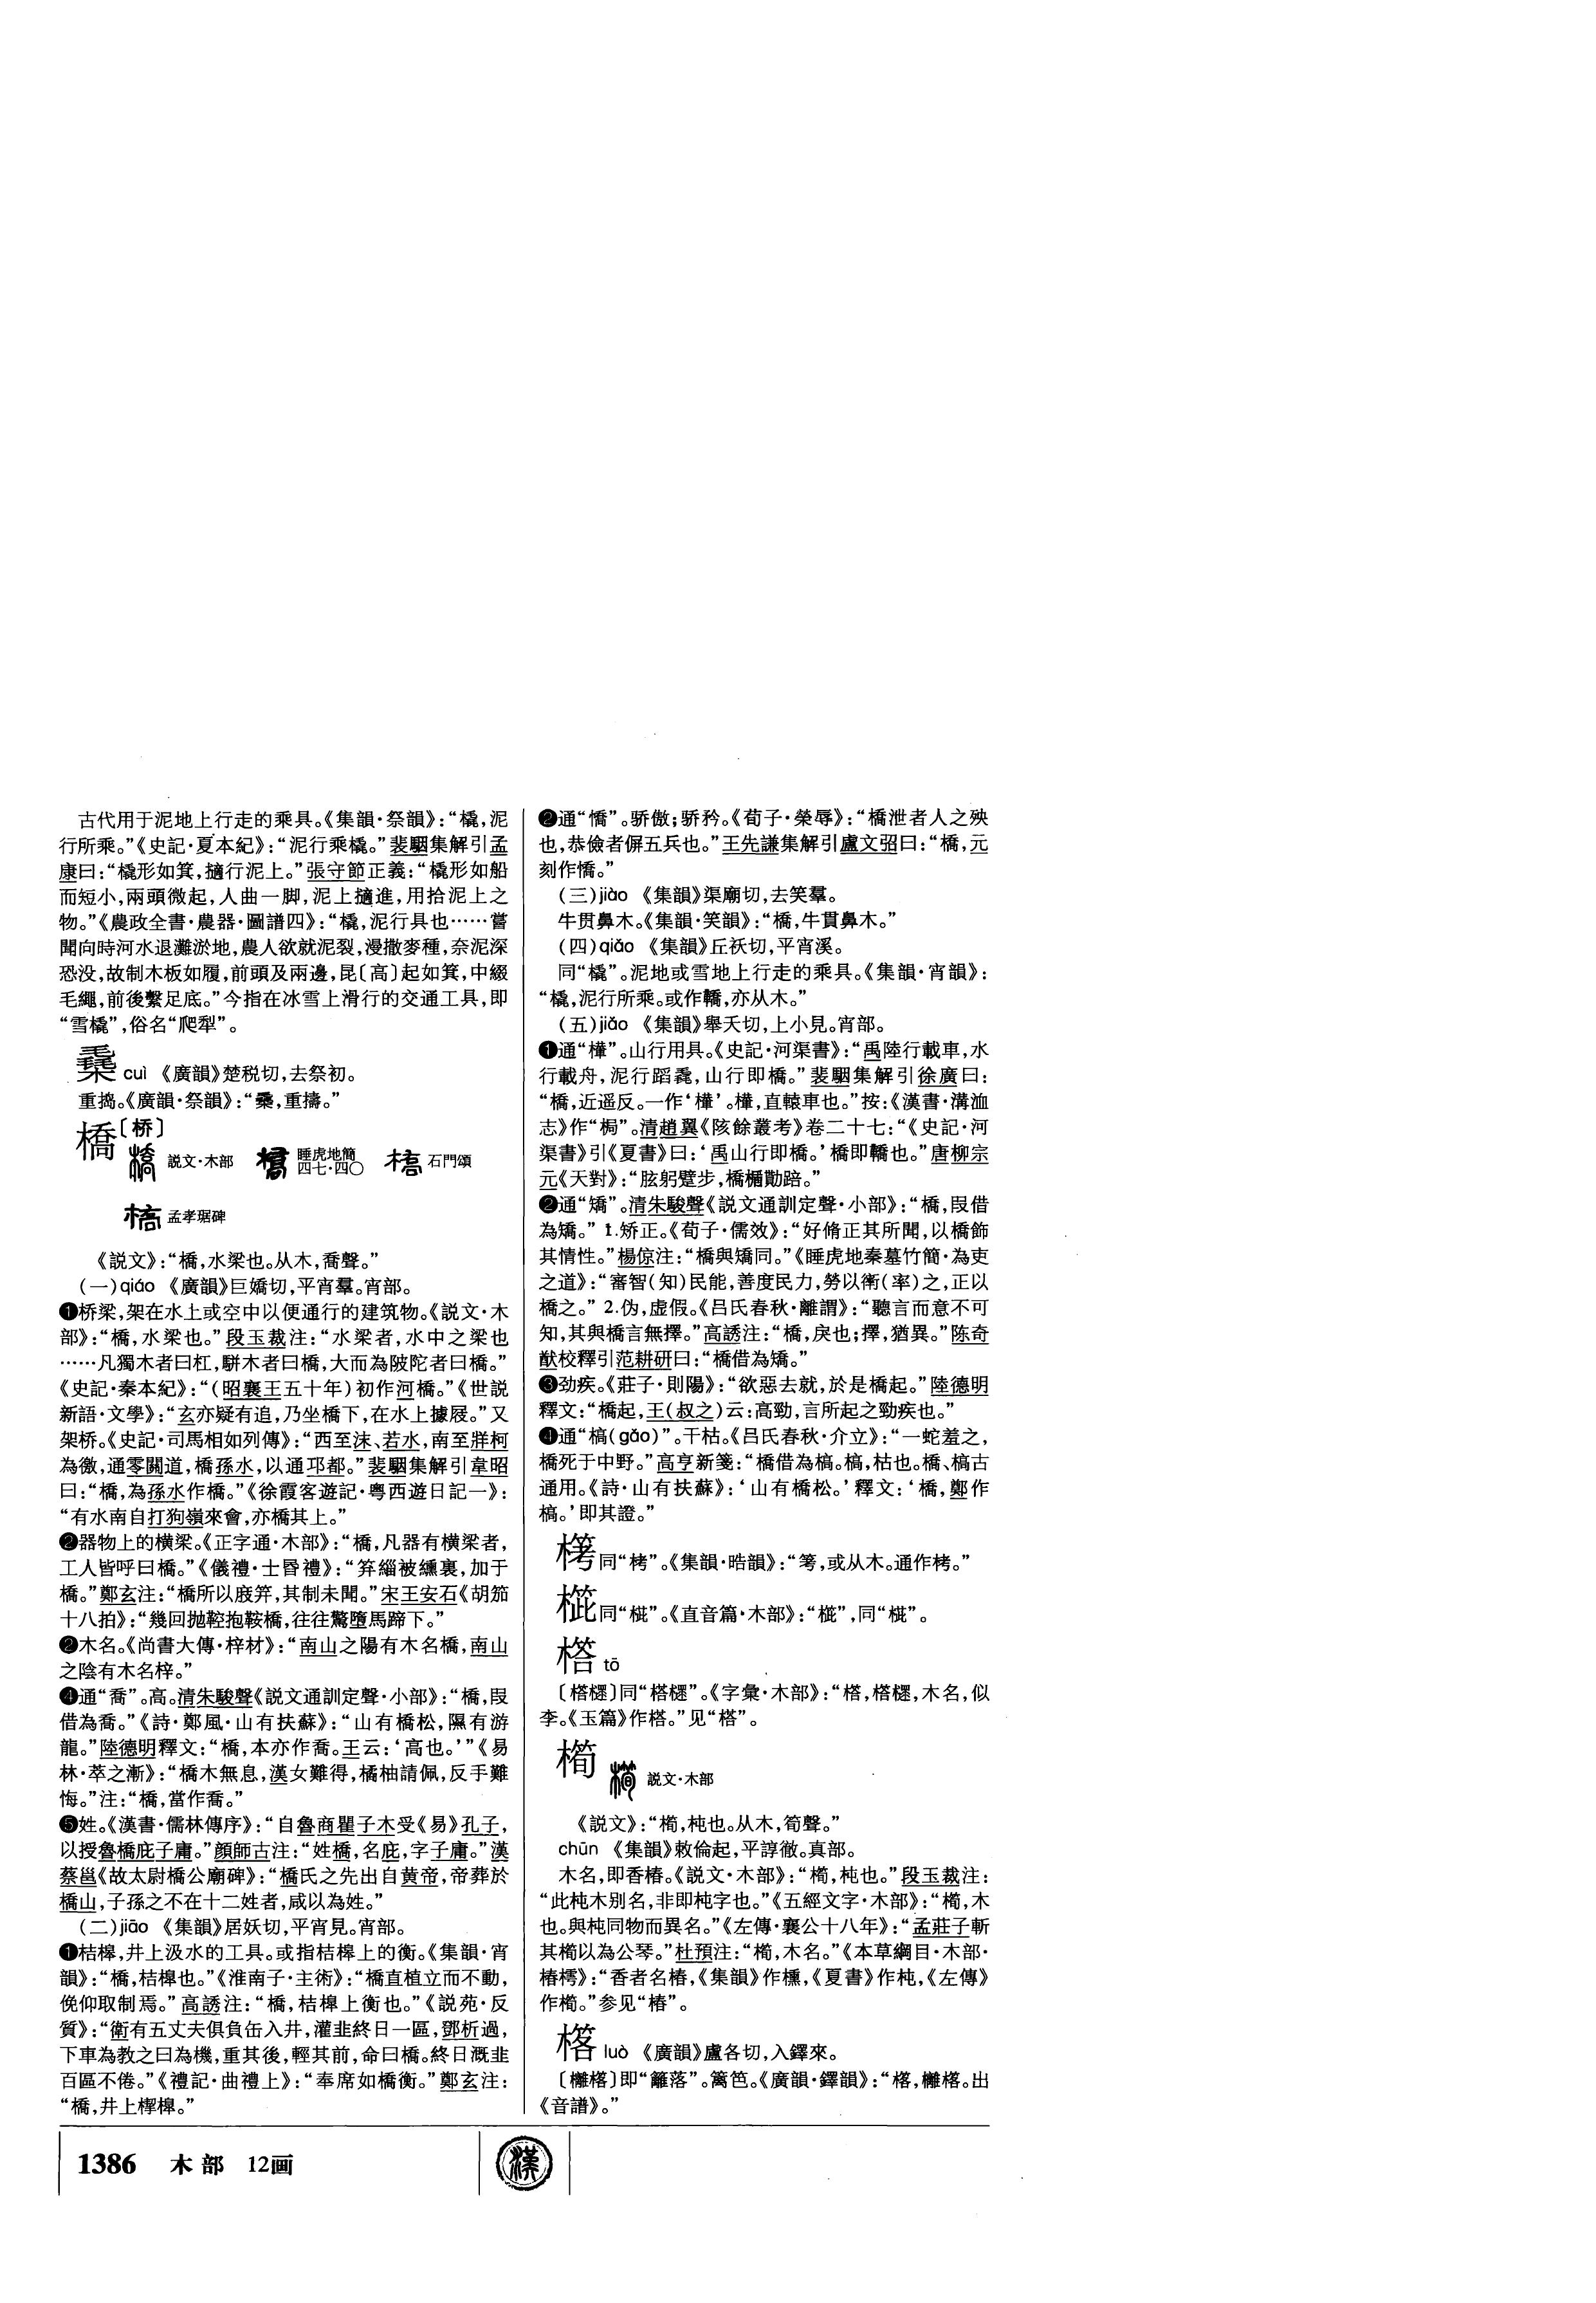 古代用于泥地上行走的乘具。《集韻·祭韻》：“橇，泥
行所乘。”《史記·夏本紀》：“泥行乘橇。”裴駰集解引孟
康曰：“橇形如箕，擿行泥上。”張守節正義：“橇形如船
而短小，兩頭微起，人曲一脚，泥上擿進，用拾泥上之
物。”《農政全書·農器·圖譜四》：“橇，泥行具也……嘗
聞向時河水退灘淤地，農人欲就泥裂，漫撒麥種，奈泥深
恐没，故制木板如履，前頭及兩邊，昆〔高〕起如箕，中綴
毛繩，前後繫足底。”今指在冰雪上滑行的交通工具，即
“雪橇”，俗名“爬犁”。
cuì 《廣韻》楚税切，去祭初。
重捣。《廣韻·祭韻》：“，重擣。”
橋〔桥〕
説文·木部 睡虎地簡四七·四〇 石門頌
孟孝琚碑
《説文》：“橋，水梁也。从木，喬聲。”
（一）qiáo 《廣韻》巨嬌切，平宵羣。宵部。
❶桥梁，架在水上或空中以便通行的建筑物。《説文·木
部》：“橋，水梁也。”段玉裁注：“水梁者，水中之梁也
……凡獨木者曰杠，駢木者曰橋，大而為陂陀者曰橋。”
《史記·秦本紀》：“（昭襄王五十年）初作河橋。”《世説
新語·文學》：“玄亦疑有追，乃坐橋下，在水上據屐。”又
架桥。《史記·司馬相如列傳》：“西至沬、若水，南至牂柯
為徼，通零關道，橋孫水，以通邛都。”裴駰集解引韋昭
曰：“橋，為孫水作橋。”《徐霞客遊記·粵西遊日記一》：
“有水南自打狗嶺來會，亦橋其上。”
❷器物上的横梁。《正字通·木部》：“橋，凡器有横梁者，
工人皆呼曰橋。”《儀禮·士昏禮》：“笲緇被纁裏，加于
橋。”鄭玄注：“橋所以庪笲，其制未聞。”宋王安石《胡笳
十八拍》：“幾回抛鞚抱鞍橋，往往驚墮馬蹄下。”
❷木名。《尚書大傳·梓材》：“南山之陽有木名橋，南山
之陰有木名梓。”
❹通“喬”。高。清朱駿聲《説文通訓定聲·小部》：“橋，叚
借為喬。”《詩·鄭風·山有扶蘇》：“山有橋松，隰有游
龍。”陸德明釋文：“橋，本亦作喬。王云：‘高也。’”《易
林·萃之漸》：“橋木無息，漢女難得，橘柚請佩，反手難
悔。”注：“橋，當作喬。”
❺姓。《漢書·儒林傳序》：“自魯商瞿子木受《易》孔子，
以授魯橋庇子庸。”顔師古注：“姓橋，名庇，字子庸。”漢
蔡邕《故太尉橋公廟碑》：“橋氏之先出自黄帝，帝葬於
橋山，子孫之不在十二姓者，咸以為姓。”
（二）jiāo 《集韻》居妖切，平宵見。宵部。
❶桔槔，井上汲水的工具。或指桔槔上的衡。《集韻·宵
韻》：“橋，桔槔也。”《淮南子·主術》：“橋直植立而不動，
俛仰取制焉。”高誘注：“橋，桔槔上衡也。”《説苑·反
質》：“衛有五丈夫俱負缶入井，灌韭終日一區，鄧析過，
下車為教之曰為機，重其後，輕其前，命曰橋。終日溉韭
百區不倦。”《禮記·曲禮上》：“奉席如橋衡。”鄭玄注：
“橋，井上㮮槔。”
❷通“憍”。骄傲；骄矜。《荀子·榮辱》：“橋泄者人之殃
也，恭儉者偋五兵也。”王先謙集解引盧文弨曰：“橋，元
刻作憍。”
（三）jiào 《集韻》渠廟切，去笑羣。
牛贯鼻木。《集韻·笑韻》：“橋，牛貫鼻木。”
（四）qiāo 《集韻》丘祅切，平宵溪。
同“橇”。泥地或雪地上行走的乘具。《集韻·宵韻》：
“橇，泥行所乘。或作轎，亦从木。”
（五）jiǎo 《集韻》舉夭切，上小見。宵部。
❶通“檋”。山行用具。《史記·河渠書》：“禹陸行載車，水
行載舟，泥行蹈毳，山行即橋。”裴駰集解引徐廣曰：
“橋，近遥反。一作‘檋’。檋，直轅車也。”按：《漢書·溝洫
志》作“梮”。清趙翼《陔餘叢考》卷二十七：“《史記·河
渠書》引《夏書》曰：‘禹山行即橋。’橋即轎也。”唐柳宗
元《天對》：“胝躬躄步，橋楯勩踣。”
❷通“矯”。清朱駿聲《説文通訓定聲·小部》：“橋，叚借
為矯。”1.矫正。《荀子·儒效》：“好脩正其所聞，以橋飾
其情性。”楊倞注：“橋與矯同。”《睡虎地秦墓竹簡·為吏
之道》：“審智（知）民能，善度民力，勞以衛（率）之，正以
橋之。”2.伪，虚假。《吕氏春秋·離謂》：“聽言而意不可
知，其與橋言無擇。”高誘注：“橋，戾也；擇，猶異。”陈奇
猷校釋引范耕研曰：“橋借為矯。”
❸劲疾。《莊子·則陽》：“欲惡去就，於是橋起。”陸德明
釋文：“橋起，王（叔之）云：高勁，言所起之勁疾也。”
❹通“槁（gǎo）”。干枯。《吕氏春秋·介立》：“一蛇羞之，
橋死于中野。”高亨新箋：“橋借為槁。槁，枯也。橋、槁古
通用。《詩·山有扶蘇》：‘山有橋松。’釋文：‘橋，鄭作
槁。’即其證。”
同“栲”。《集韻·晧韻》：“䇔，或从木。通作栲。”
同“槌”。《直音篇·木部》：“”，同“”。
tō
〔〕同“”。《字彙·木部》：“，木名，似
李。《玉篇》作榙。”见“榙”。
橁
説文·木部
《説文》：“橁，杶也。从木，筍聲。”
chūn 《集韻》敕倫起，平諄徹。真部。
木名，即香椿。《説文·木部》：“橁，杶也。”段玉裁注：
“此杶木别名，非即杶字也。”《五經文字·木部》：“橁，木
也。與杶同物而異名。”《左傳·襄公十八年》：“孟莊子斬
其橁以為公琴。”杜預注：“橁，木名。”《本草綱目·木部·
椿樗》：“香者名椿，《集韻》作櫄，《夏書》作杶，《左傳》
作橁。”参见“椿”。
luò 《廣韻》盧各切，入鐸來。
〔〕即“籬落”。篱笆。《廣韻·鐸韻》：“。出
《音譜》。”
1386 木部 12画 漢